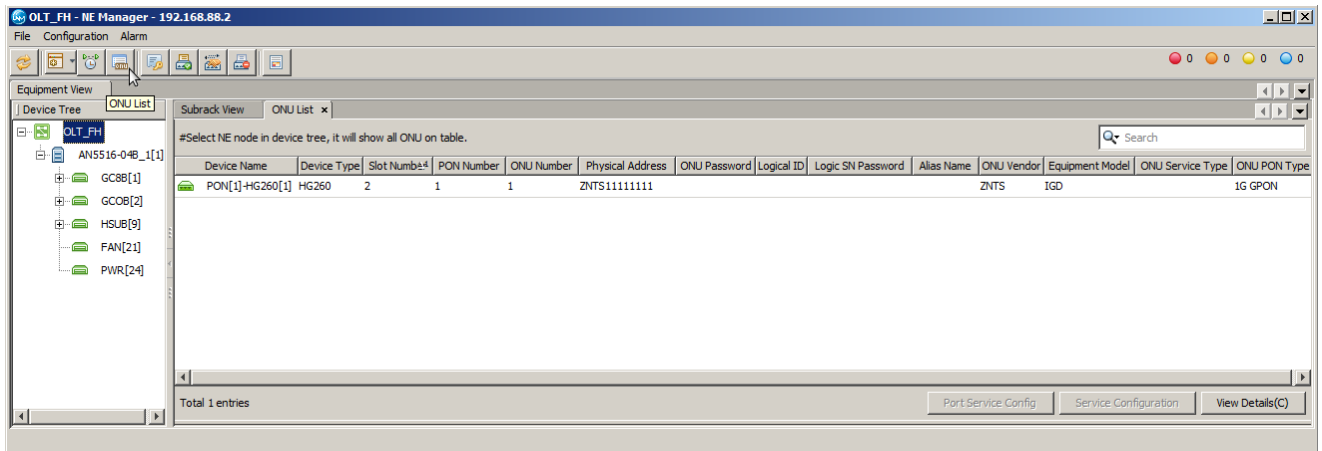 OLT_FH - NE Manager - 192.168.88.2
File Configuration Alarm
0 0 0 0
Equipment View
ONU List
Device Tree
Subrack View ONU List
OLT_FH
#Select NE node in device tree, it will show all ONU on table.
Search
AN5516-04B_1[1]
Device Name Device Type Slot Number PON Number ONU Number Physical Address ONU Password Logical ID Logic SN Password Alias Name ONU Vendor Equipment Model ONU Service Type ONU PON Type
GC8B[1]
PON[1]-HG260[1] HG260 2 1 1 ZNTS11111111 ZNTS IGD 1G GPON
GCOB[2]
HSUB[9]
FAN[21]
PWR[24]
Total 1 entries
Port Service Config Service Configuration View Details(C)